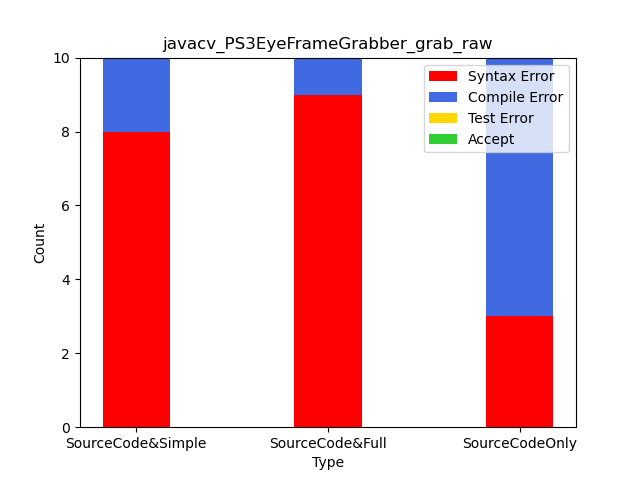 javacv_PS3EyeFrameGrabber_grab_raw
10
8
6
4
2
0
Count
Syntax Error
Compile Error
Test Error
Accept
SourceCode&Simple
SourceCode&Full
SourceCodeOnly
Type